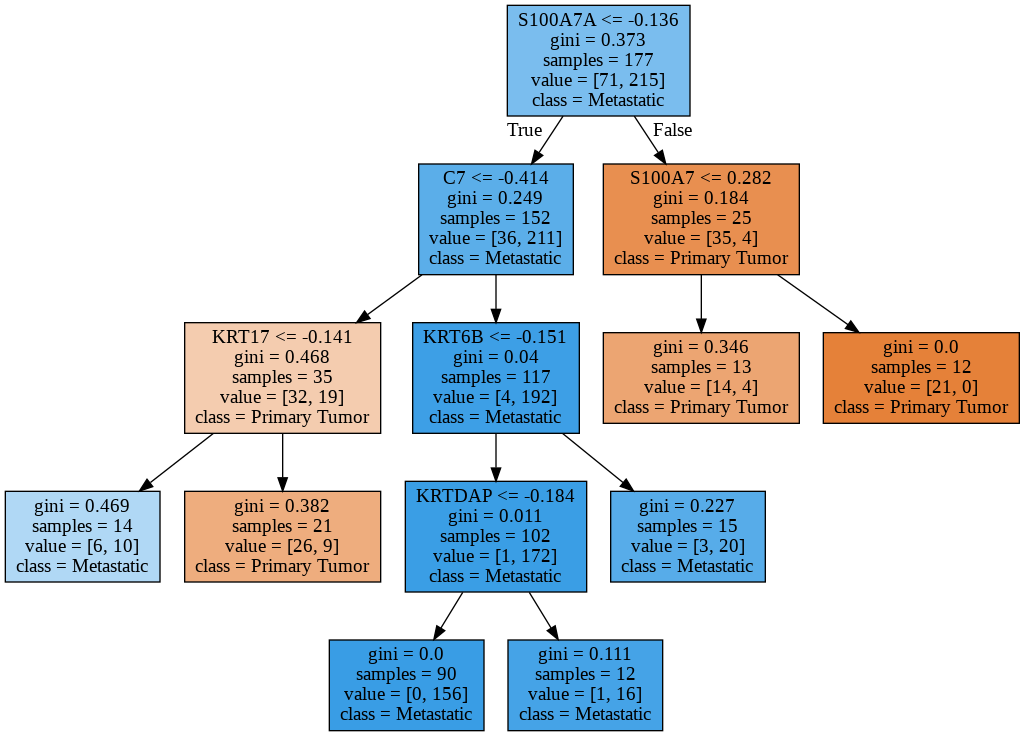 S100A7A <= -0.136
gini = 0.373
samples = 177
value = [71, 215]
class = Metastatic
True
False
C7 <= -0.414
gini = 0.249
samples = 152
value = [36, 211]
class = Metastatic
S100A7 <= 0.282
gini = 0.184
samples = 25
value = [35, 4]
class = Primary Tumor
KRT17 <= -0.141
gini = 0.468
samples = 35
value = [32, 19]
class = Primary Tumor
KRT6B <= -0.151
gini = 0.04
samples = 117
value = [4, 192]
class = Metastatic
gini = 0.346
samples = 13
value = [14, 4]
class = Primary Tumor
gini = 0.0
samples = 12
value = [21, 0]
class = Primary Tumor
gini = 0.469
samples = 14
value = [6, 10]
class = Metastatic
gini = 0.382
samples = 21
value = [26, 9]
class = Primary Tumor
KRTDAP <= -0.184
gini = 0.011
samples = 102
value = [1, 172]
class = Metastatic
gini = 0.227
samples = 15
value = [3, 20]
class = Metastatic
gini = 0.0
samples = 90
value = [0, 156]
class = Metastatic
gini = 0.111
samples = 12
value = [1, 16]
class = Metastatic